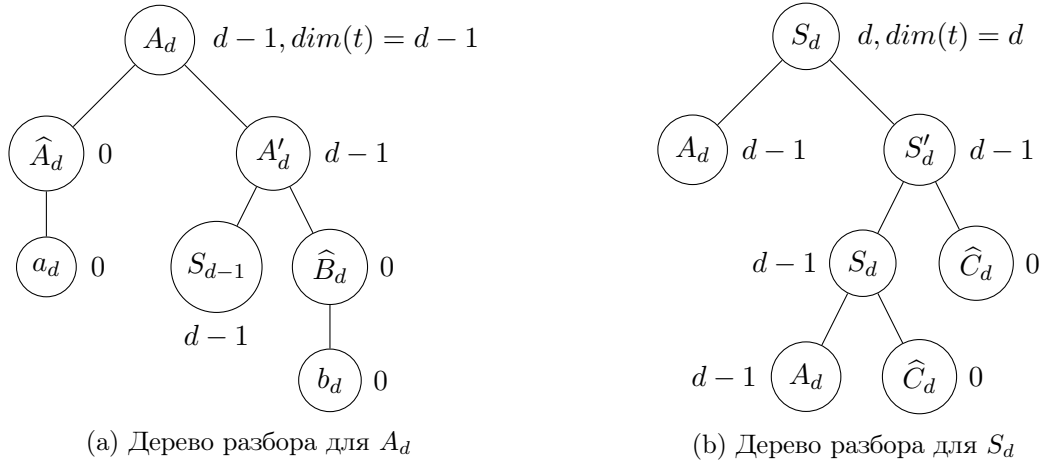 A_d d − 1, dim(t) = d − 1
Â_d 0 A'_d d − 1
a_d 0 S_{d−1} B̂_d 0
d − 1
b_d 0
(a) Дерево разбора для A_d
S_d d, dim(t) = d
A_d d − 1 S'_d d − 1
d − 1 S_d Ĉ_d 0
d − 1 A_d Ĉ_d 0
(b) Дерево разбора для S_d